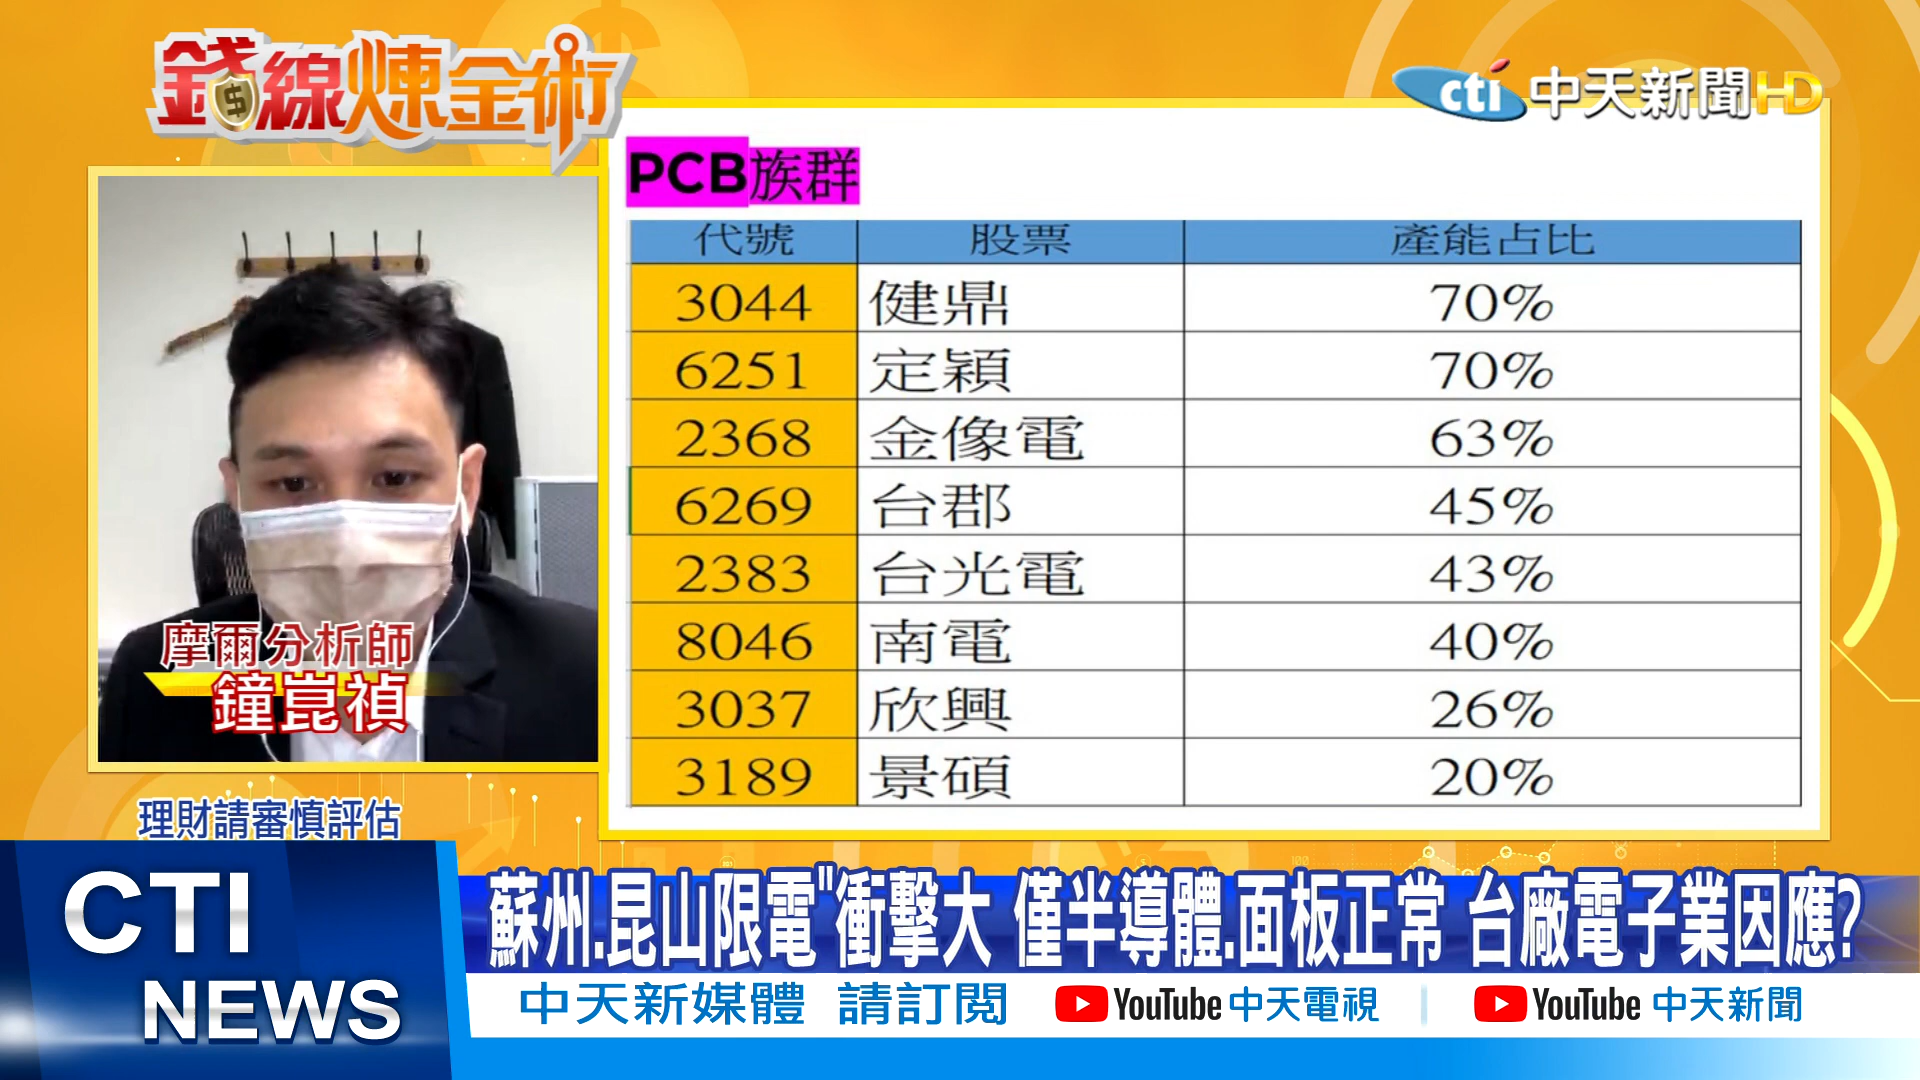 錢線煉金術
cti 中天新聞HD
PCB族群
代號 股票 產能占比
3044 健鼎 70%
6251 定穎 70%
2368 金像電 63%
6269 台郡 45%
2383 台光電 43%
8046 南電 40%
3037 欣興 26%
3189 景碩 20%
摩爾分析師
鐘崑禎
理財請審慎評估
CTI
NEWS
蘇州.昆山限電"衝擊大 僅半導體.面板正常 台廠電子業因應?
中天新媒體 請訂閱 YouTube 中天電視 | YouTube 中天新聞